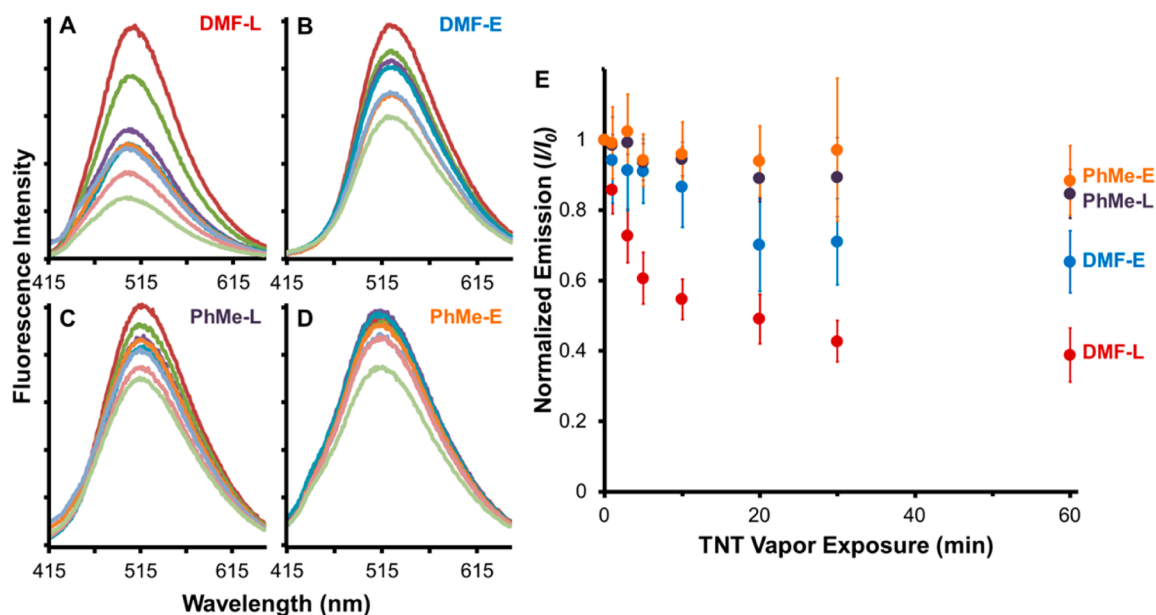 A DMF-L
B DMF-E
Fluorescence Intensity
415 515 615
415 515 615
C PhMe-L
D PhMe-E
415 515 615
415 515 615
Wavelength (nm)
E
Normalized Emission (I/I0)
1
0.8
0.6
0.4
0.2
0
PhMe-E
PhMe-L
DMF-E
DMF-L
0 20 40 60
TNT Vapor Exposure (min)